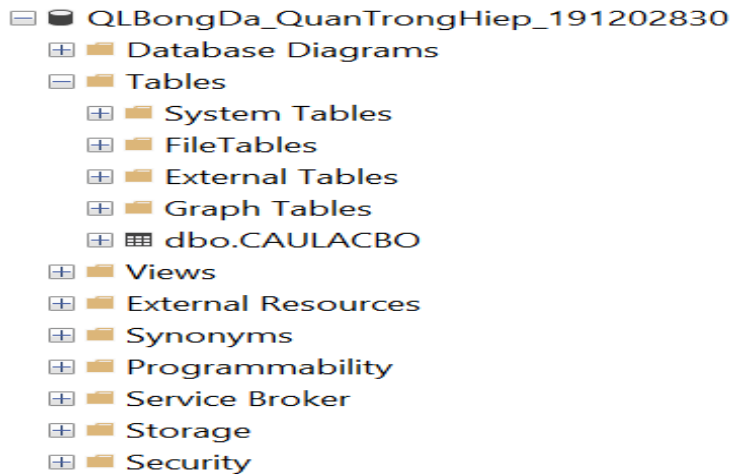 QLBongDa_QuanTrongHiep_191202830
Database Diagrams
Tables
System Tables
FileTables
External Tables
Graph Tables
dbo.CAULACBO
Views
External Resources
Synonyms
Programmability
Service Broker
Storage
Security